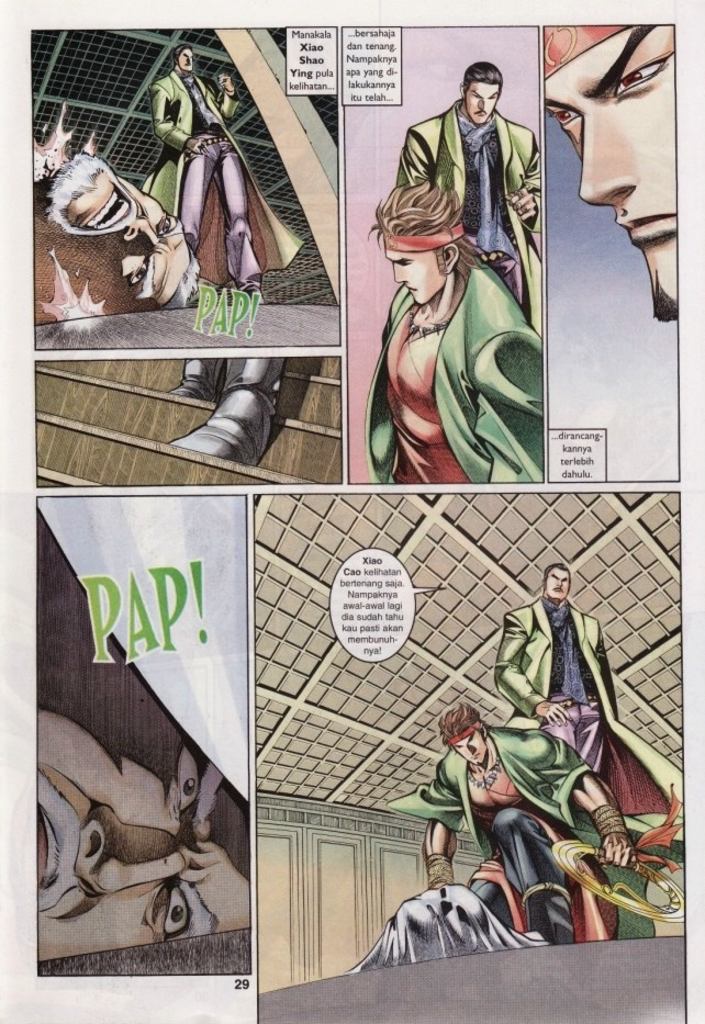 Manakala
Xiao
Shao
Ying pula
kelihatan...
...bersahaja
dan tenang.
Nampaknya
apa yang di-
lakukannya
itu telah...
PAP!
...dirancang-
kannya
terlebih
dahulu.
PAP!
Xiao
Cao kelihatan
bertenang saja.
Nampaknya
awal-awal lagi
dia sudah tahu
kau pasti akan
membunuh-
nya!
29